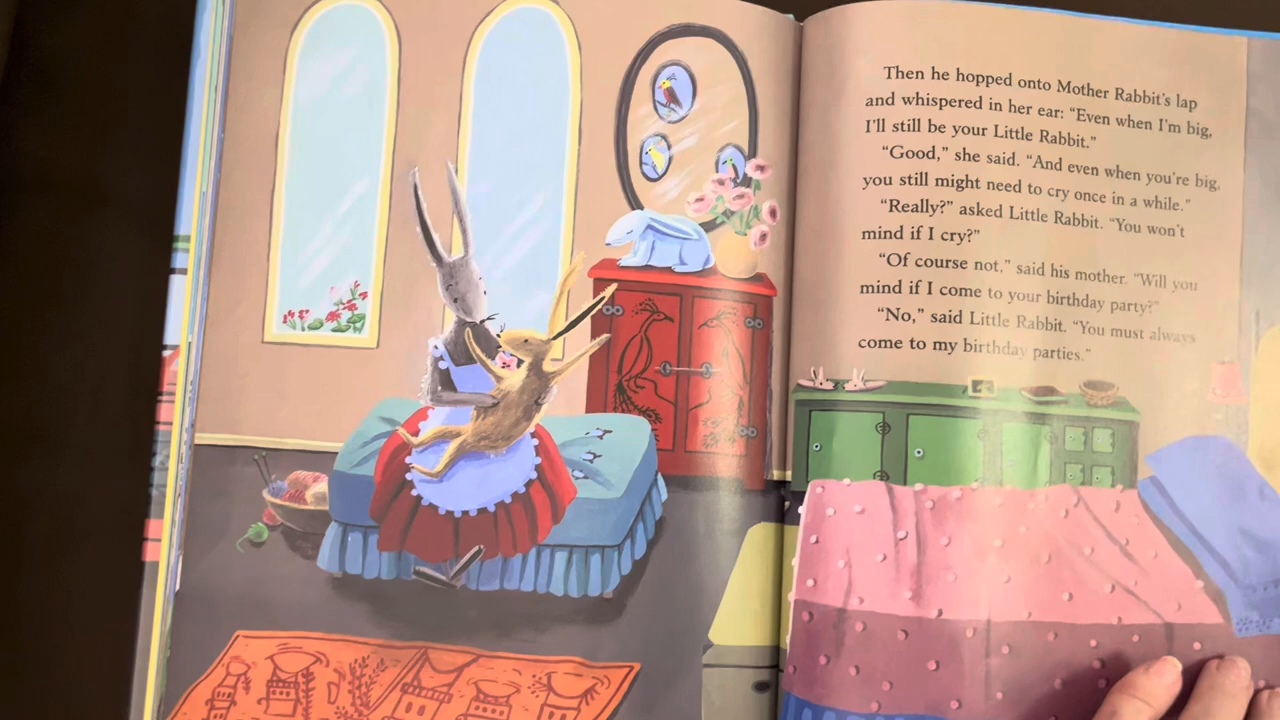 Then he hopped onto Mother Rabbit's lap
and whispered in her ear: “Even when I'm big,
I'll still be your Little Rabbit.”
“Good,” she said. “And even when you're big,
you still might need to cry once in a while.”
“Really?” asked Little Rabbit. “You won't
mind if I cry?”
“Of course not,” said his mother. “Will you
mind if I come to your birthday party?”
“No,” said Little Rabbit. “You must always
come to my birthday parties.”